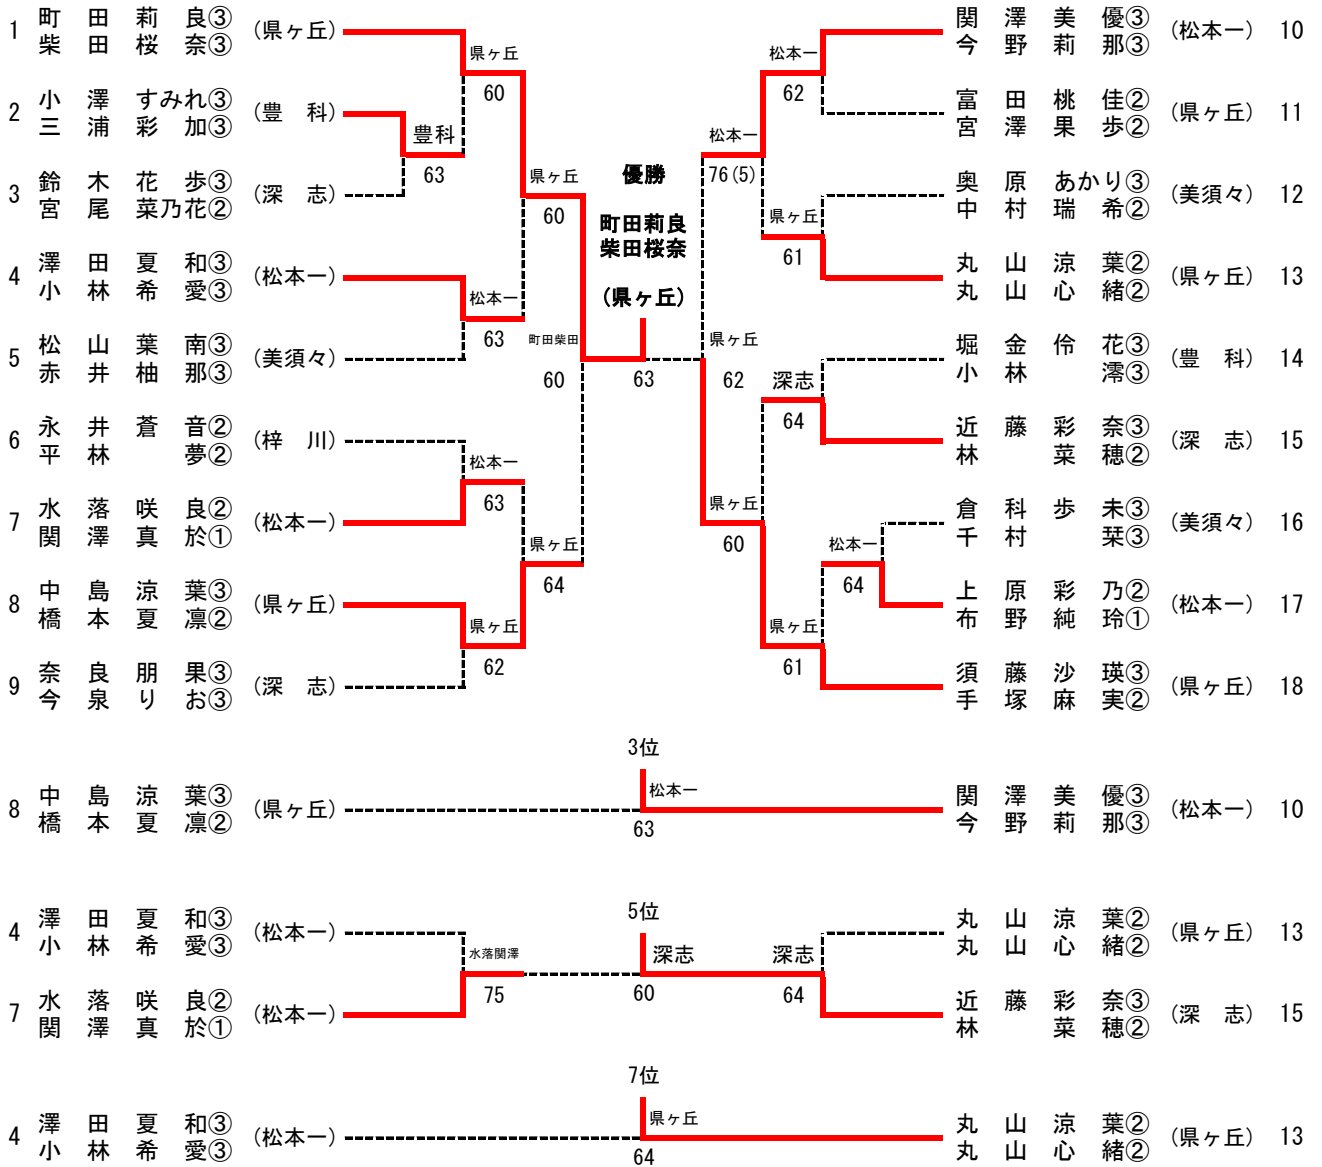 1 町田莉良③ (県ヶ丘)
柴田桜奈③
2 小澤すみれ③ (豊科)
三浦彩加③
3 鈴木花歩③ (深志)
宮尾菜乃花②
4 澤田夏和③ (松本一)
小林希愛③
5 松山葉南③ (美須々)
赤井柚那③
6 永井蒼音② (梓川)
平林夢②
7 水落咲良② (松本一)
関澤真於①
8 中島涼葉③ (県ヶ丘)
橋本夏凛②
9 奈良朋果③ (深志)
今泉りお③
県ヶ丘
60
豊科
63
県ヶ丘
60
松本一
63
町田柴田
60
松本一
63
県ヶ丘
64
県ヶ丘
62
優勝
町田莉良
柴田桜奈
(県ヶ丘)
63
松本一
62
松本一
76(5)
県ヶ丘
61
県ヶ丘
62
深志
64
県ヶ丘
60
松本一
64
県ヶ丘
61
関澤美優③ (松本一) 10
今野莉那③
富田桃佳② (県ヶ丘) 11
宮澤果歩②
奥原あかり③ (美須々) 12
中村瑞希②
丸山涼葉② (県ヶ丘) 13
丸山心緒②
堀金伶花③ (豊科) 14
小林澪③
近藤彩奈③ (深志) 15
林菜穂②
倉科歩未③ (美須々) 16
千村栞③
上原彩乃② (松本一) 17
布野純玲①
須藤沙瑛③ (県ヶ丘) 18
手塚麻実②
3位
8 中島涼葉③ (県ヶ丘)
橋本夏凛②
松本一
63
関澤美優③ (松本一) 10
今野莉那③
5位
4 澤田夏和③ (松本一)
小林希愛③
7 水落咲良② (松本一)
関澤真於①
水落関澤
75
深志
60
深志
64
丸山涼葉② (県ヶ丘) 13
丸山心緒②
近藤彩奈③ (深志) 15
林菜穂②
7位
4 澤田夏和③ (松本一)
小林希愛③
県ヶ丘
64
丸山涼葉② (県ヶ丘) 13
丸山心緒②